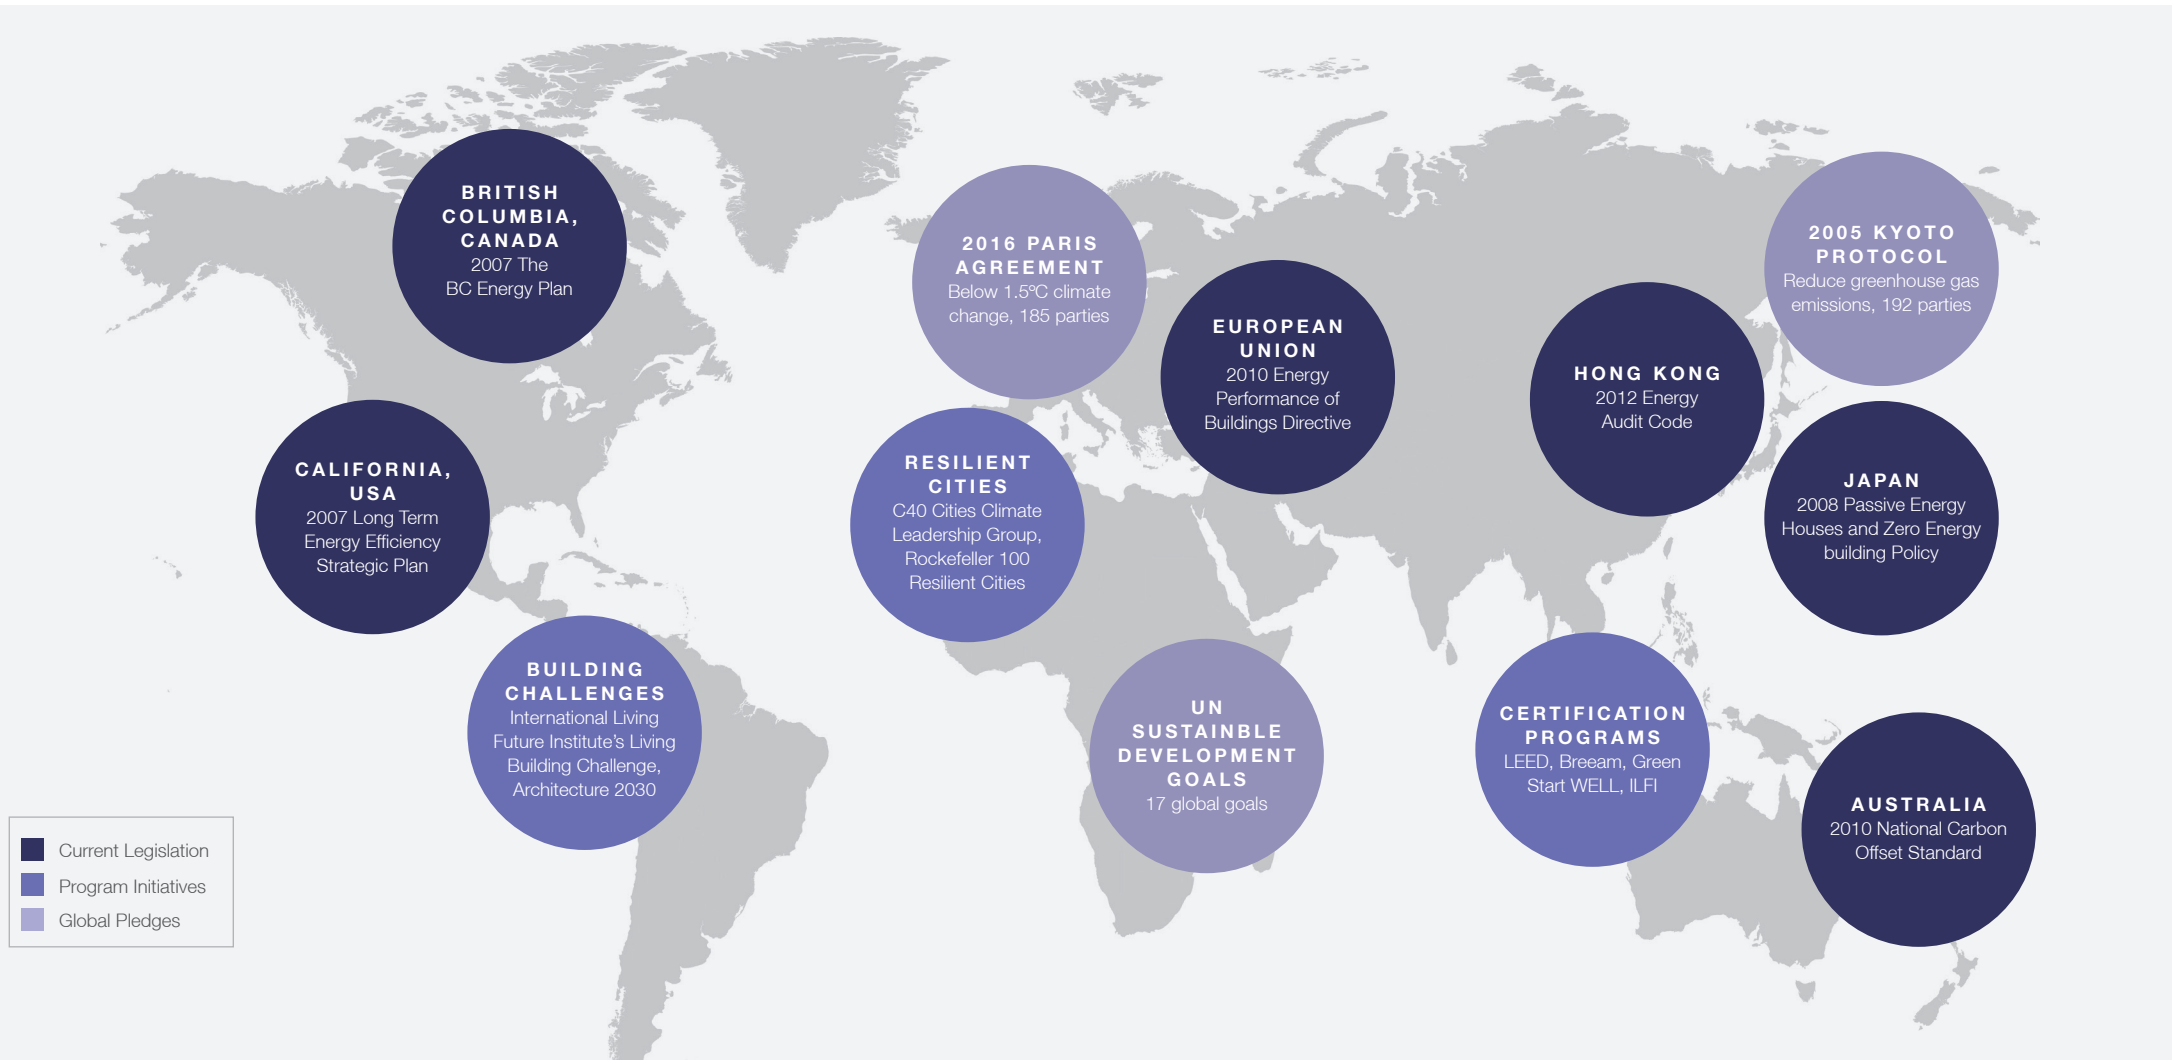 BRITISH
COLUMBIA,
CANADA
2007 The
BC Energy Plan
2016 PARIS
AGREEMENT
Below 1.5ºC climate
change, 185 parties
2005 KYOTO
PROTOCOL
Reduce greenhouse gas
emissions, 192 parties
EUROPEAN
UNION
2010 Energy
Performance of
Buildings Directive
HONG KONG
2012 Energy
Audit Code
CALIFORNIA,
USA
2007 Long Term
Energy Efficiency
Strategic Plan
RESILIENT
CITIES
C40 Cities Climate
Leadership Group,
Rockefeller 100
Resilient Cities
JAPAN
2008 Passive Energy
Houses and Zero Energy
building Policy
BUILDING
CHALLENGES
International Living
Future Institute's Living
Building Challenge,
Architecture 2030
UN
SUSTAINBLE
DEVELOPMENT
GOALS
17 global goals
CERTIFICATION
PROGRAMS
LEED, Breeam, Green
Start WELL, ILFI
AUSTRALIA
2010 National Carbon
Offset Standard
Current Legislation
Program Initiatives
Global Pledges